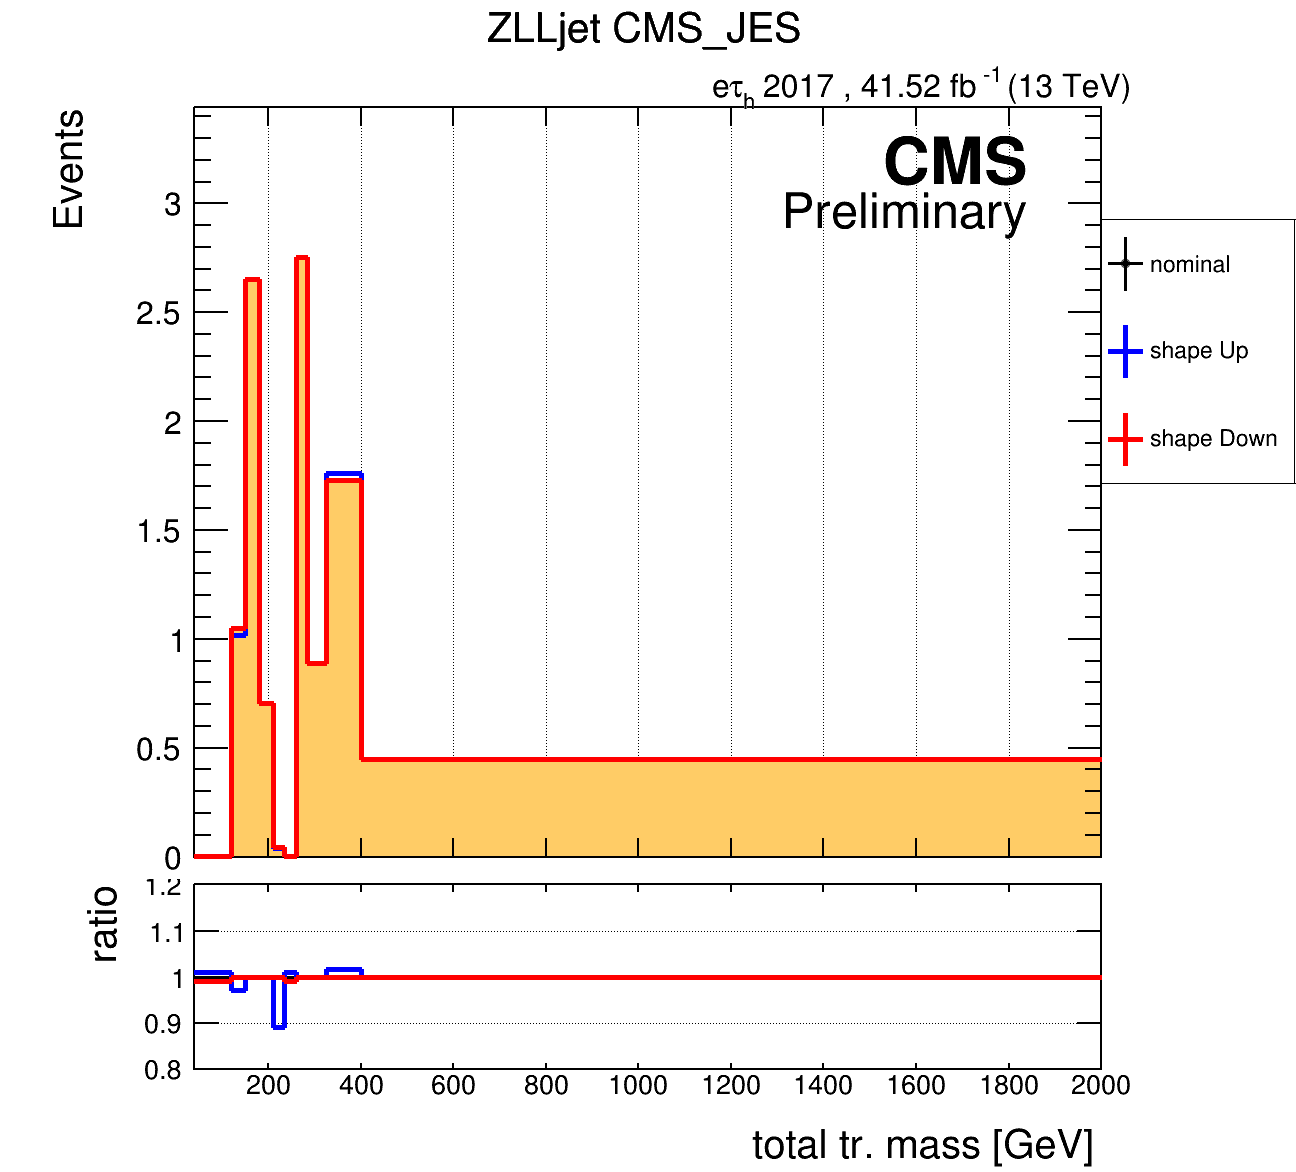 ZLLjet CMS_JES
eτh 2017 , 41.52 fb-1 (13 TeV)
Events
CMS
Preliminary
3
2.5
2
1.5
1
0.5
0
nominal
shape Up
shape Down
ratio
1.2
1.1
1
0.9
0.8
200 400 600 800 1000 1200 1400 1600 1800 2000
total tr. mass [GeV]